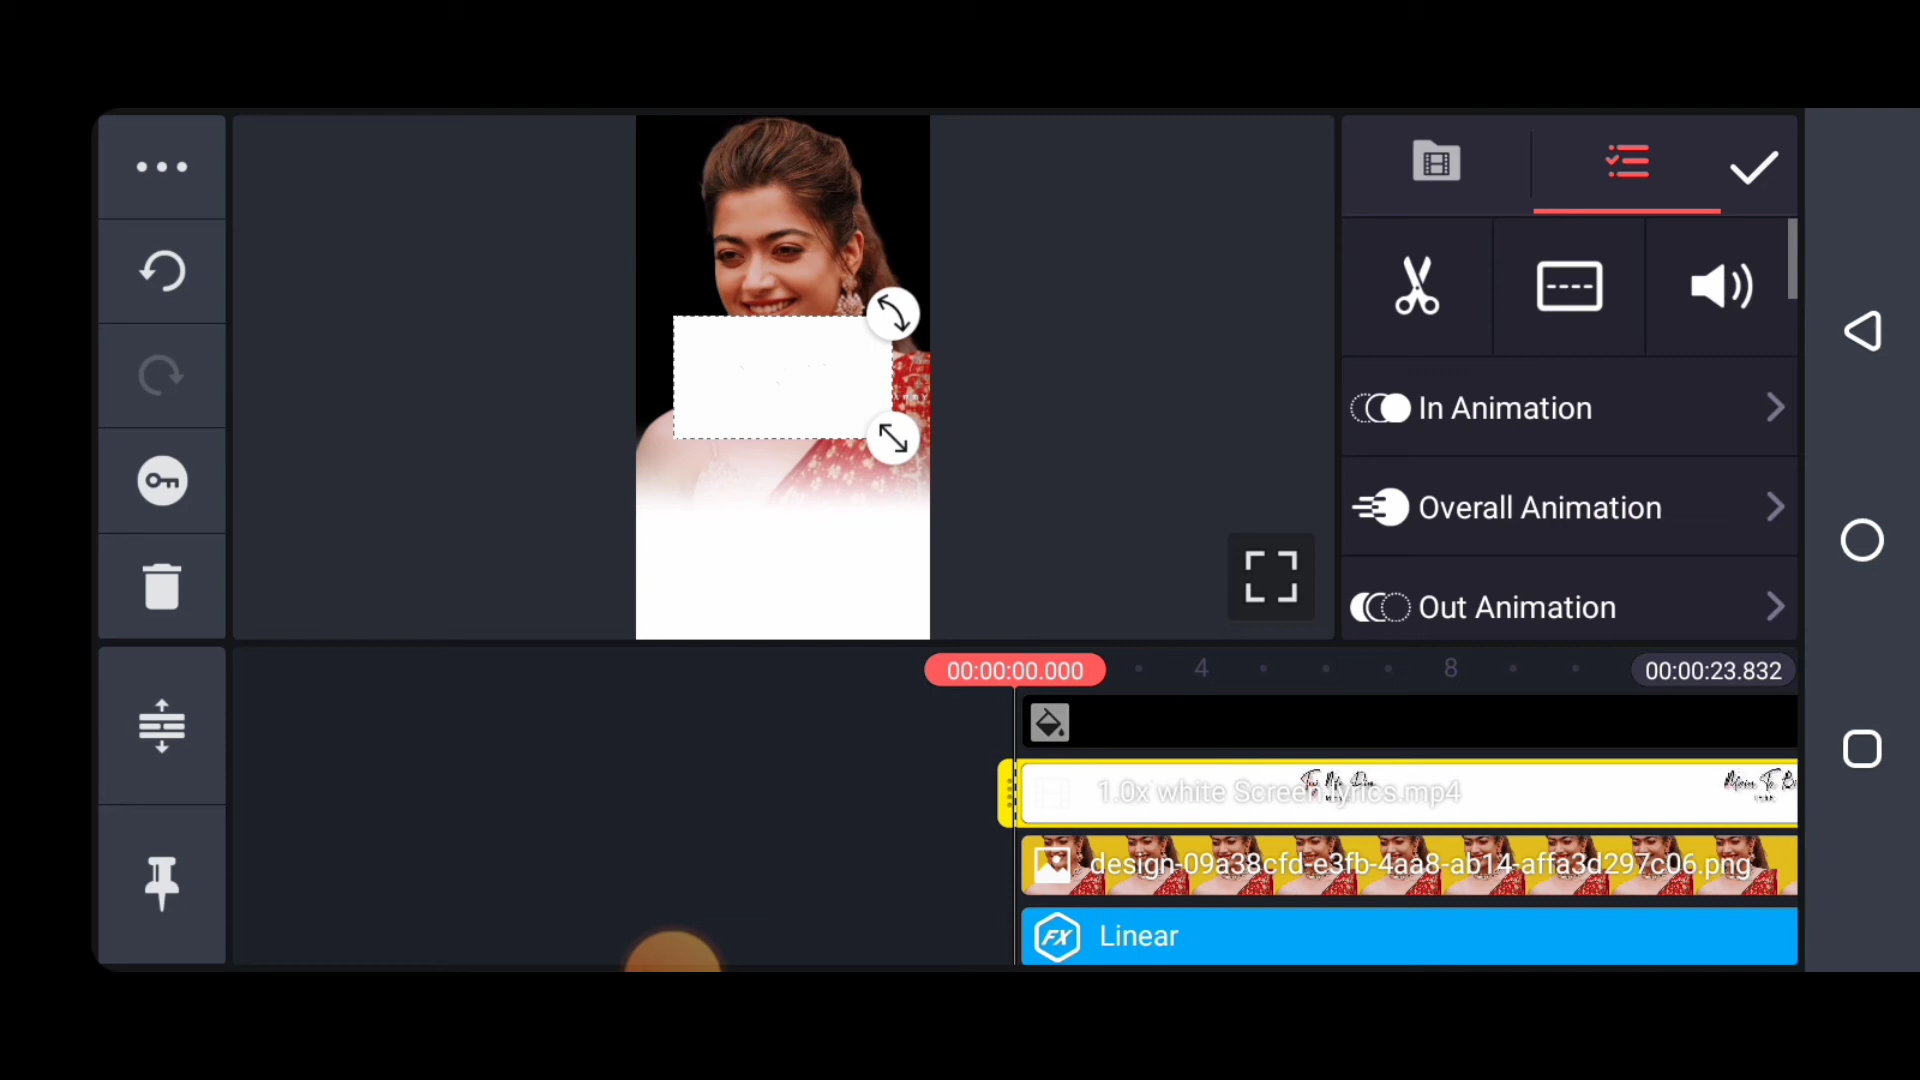 In Animation
Overall Animation
Out Animation
00:00:00.000
4
8
00:00:23.832
1.0x white Screen lyrics.mp4
design-09a38cfd-e3fb-4aa8-ab14-affa3d297c06.png
FX Linear